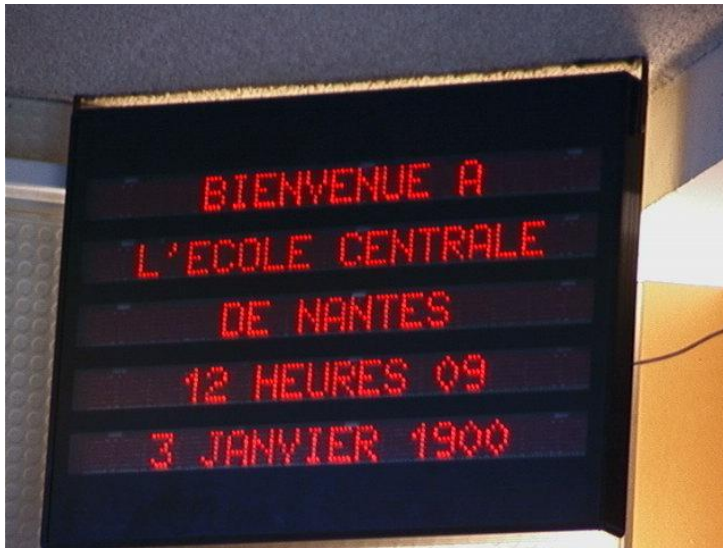 BIENVENUE A
L'ECOLE CENTRALE
DE NANTES
12 HEURES 09
3 JANVIER 1900